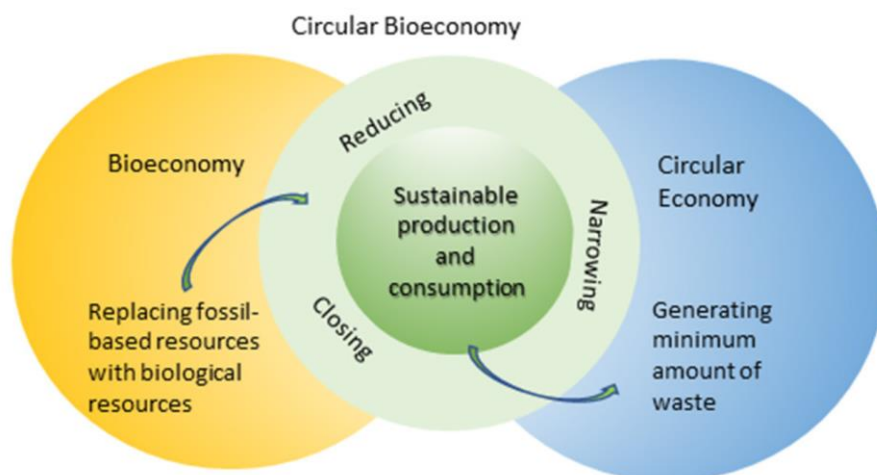 Circular Bioeconomy
Bioeconomy
Replacing fossil-
based resources
with biological
resources
Reducing
Closing
Narrowing
Sustainable
production
and
consumption
Circular
Economy
Generating
minimum
amount of
waste